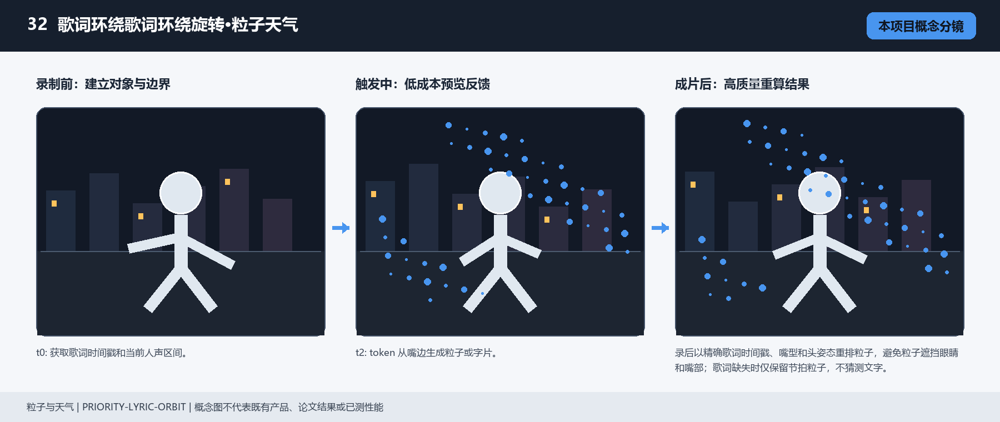 32 歌词环绕歌词环绕旋转·粒子天气
本项目概念分镜
录制前：建立对象与边界
触发中：低成本预览反馈
成片后：高质量重算结果
t0: 获取歌词时间戳和当前人声区间。
t2: token 从嘴边生成粒子或字片。
录后以精确歌词时间戳、嘴型和头姿态重排粒子，避免粒子遮挡眼睛
和嘴部；歌词缺失时仅保留节拍粒子，不猜测文字。
粒子与天气 | PRIORITY-LYRIC-ORBIT | 概念图不代表既有产品、论文结果或已测性能